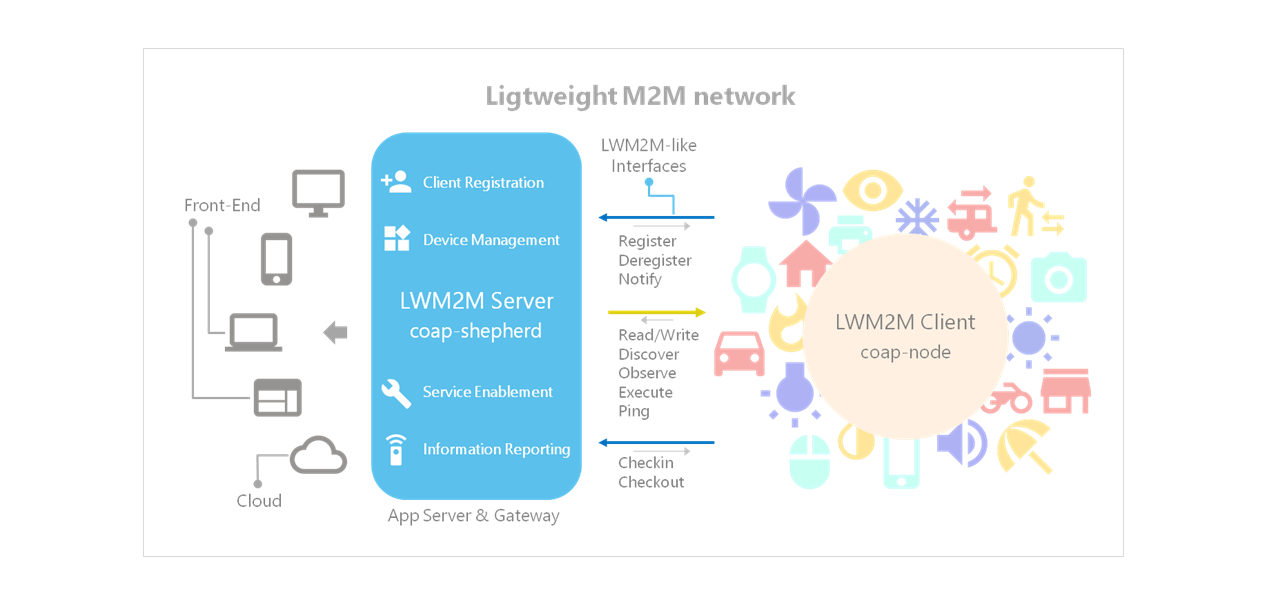 Ligtweight M2M network
Front-End
Cloud
Client Registration
Device Management
LWM2M Server
coap-shepherd
Service Enablement
Information Reporting
App Server & Gateway
LWM2M-like
Interfaces
Register
Deregister
Notify
Read/Write
Discover
Observe
Execute
Ping
Checkin
Checkout
LWM2M Client
coap-node